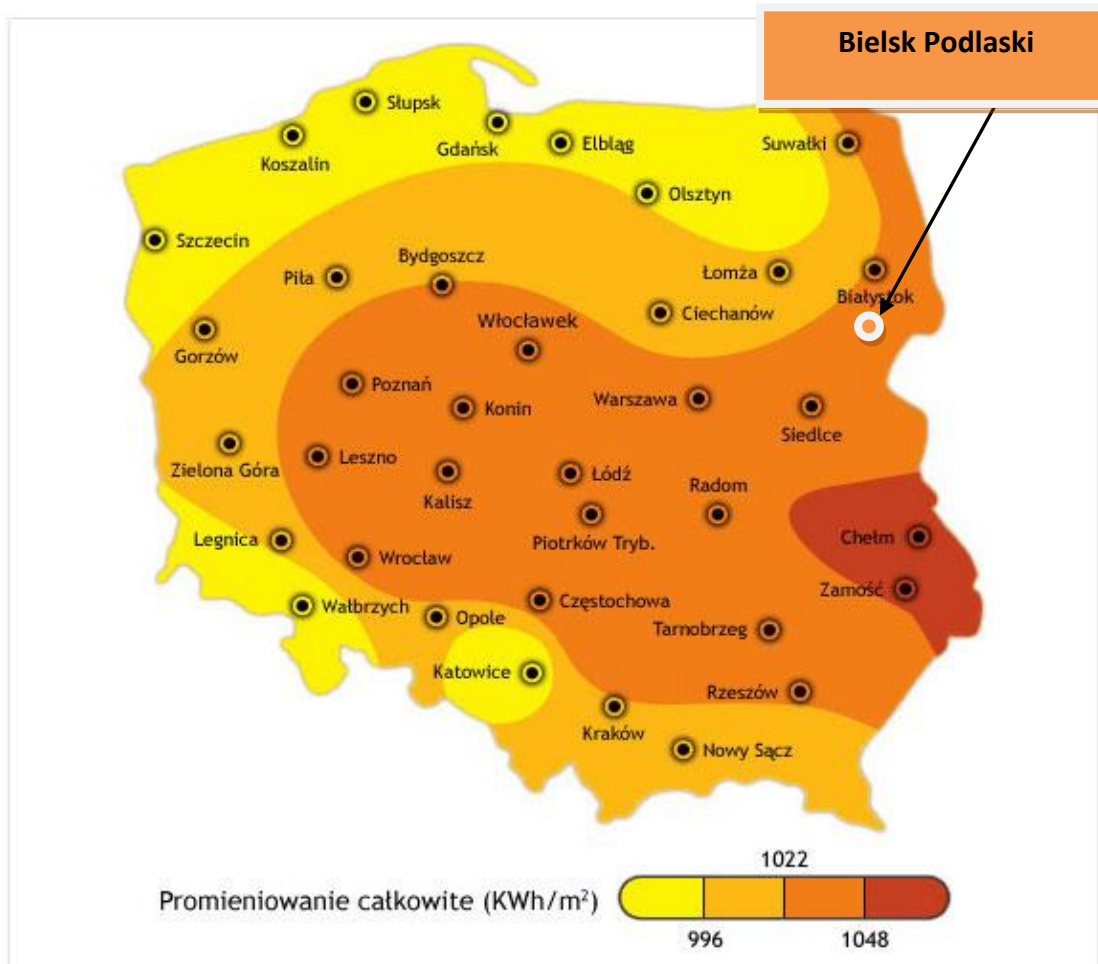 Bielsk Podlaski
Słupsk
Koszalin
Gdańsk
Elbląg
Suwałki
Olsztyn
Szczecin
Bydgoszcz
Piła
Łomża
Białystok
Ciechanów
Gorzów
Włocławek
Poznań
Konin
Warszawa
Siedlce
Zielona Góra
Leszno
Kalisz
Łódź
Radom
Legnica
Wrocław
Piotrków Tryb.
Chełm
Wałbrzych
Opole
Częstochowa
Zamość
Tarnobrzeg
Katowice
Rzeszów
Kraków
Nowy Sącz
1022
Promieniowanie całkowite (KWh/m²)
996 1048